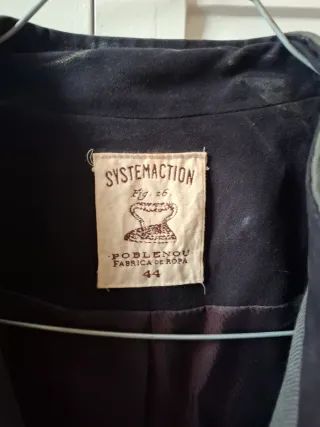 SYSTEMACTION
Fig. 26.
POBLENOU
FABRICA DE ROPA
44